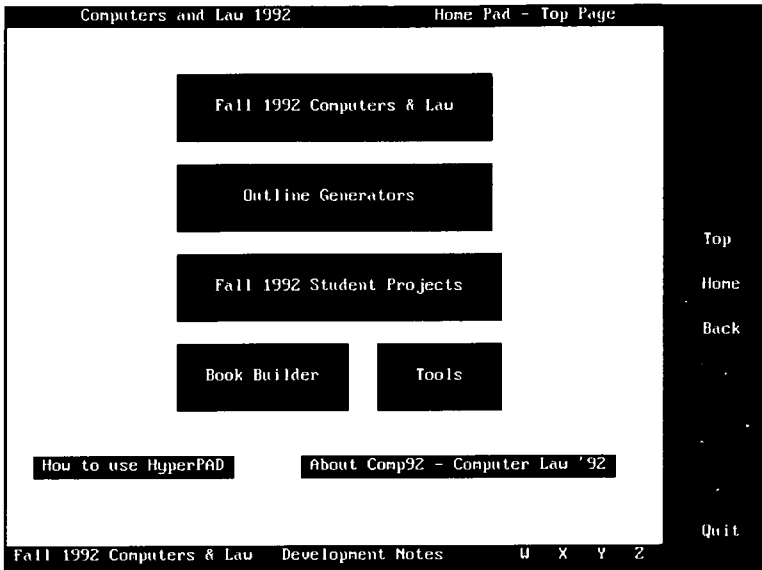 Computers and Law 1992 Home Pad - Top Page
Fall 1992 Computers & Law
Outline Generators
Fall 1992 Student Projects
Book Builder Tools
How to use HyperPAD About Comp92 - Computer Law '92
Top
Home
Back
Quit
Fall 1992 Computers & Law Development Notes W X Y Z